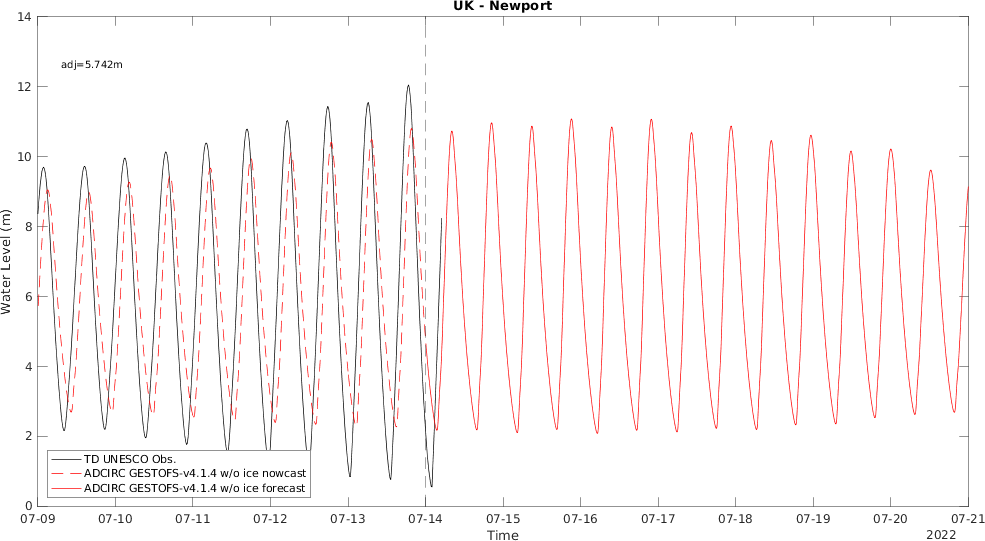 UK - Newport
14
adj=5.742m
12
10
8
Water Level (m)
6
4
2
TD UNESCO Obs.
ADCIRC GESTOFS-v4.1.4 w/o ice nowcast
ADCIRC GESTOFS-v4.1.4 w/o ice forecast
0
07-09 07-10 07-11 07-12 07-13 07-14 07-15 07-16 07-17 07-18 07-19 07-20 07-21
Time 2022